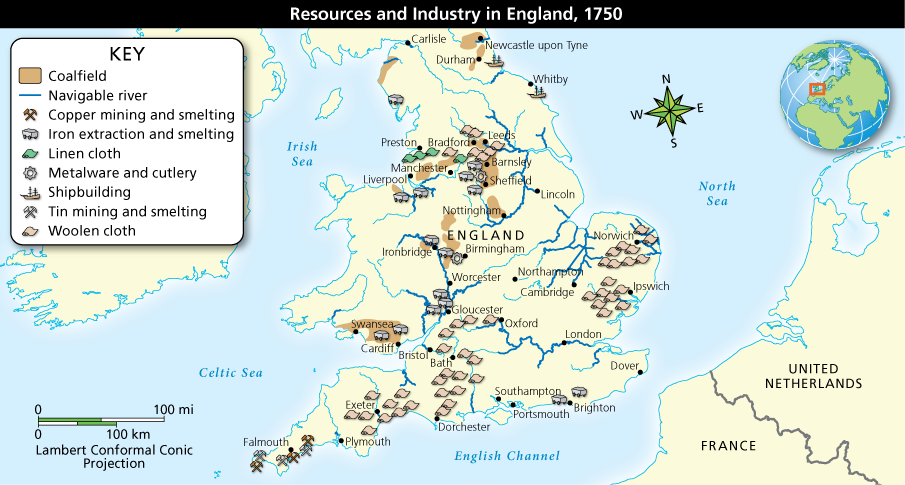 Resources and Industry in England, 1750
KEY
Coalfield
Navigable river
Copper mining and smelting
Iron extraction and smelting
Linen cloth
Metalware and cutlery
Shipbuilding
Tin mining and smelting
Woolen cloth
Carlisle
Newcastle upon Tyne
Durham
Whitby
N
W
E
S
Irish
Sea
Preston
Bradford
Leeds
Manchester
Barnsley
Liverpool
Sheffield
Lincoln
North
Sea
Nottingham
ENGLAND
Norwich
Ironbridge
Birmingham
Worcester
Northampton
Cambridge
Ipswich
Gloucester
Swansea
Oxford
Cardiff
Bristol
London
Bath
Dover
Celtic Sea
UNITED
NETHERLANDS
Southampton
Exeter
Portsmouth
Brighton
Dorchester
Falmouth
Plymouth
English Channel
FRANCE
0
100 mi
0
100 km
Lambert Conformal Conic
Projection